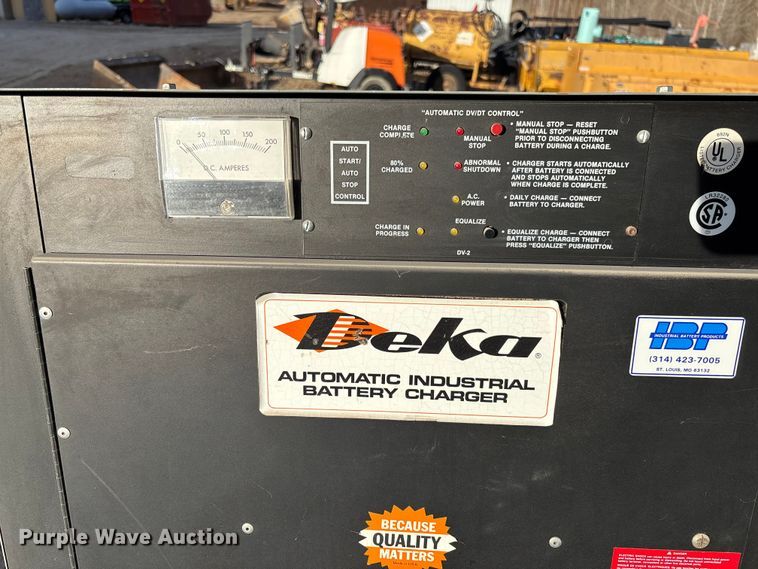 "AUTOMATIC DV/DT CONTROL"
0 50 100 150 200
D.C. AMPERES
AUTO
START/
AUTO
STOP
CONTROL
CHARGE
COMPLETE
MANUAL
STOP
• MANUAL STOP — RESET
"MANUAL STOP" PUSHBUTTON
PRIOR TO DISCONNECTING
BATTERY DURING A CHARGE.
80%
CHARGED
ABNORMAL
SHUTDOWN
• CHARGER STARTS AUTOMATICALLY
AFTER BATTERY IS CONNECTED
AND STOPS AUTOMATICALLY
WHEN CHARGE IS COMPLETE.
A.C.
POWER
• DAILY CHARGE — CONNECT
BATTERY TO CHARGER.
CHARGE IN
PROGRESS
EQUALIZE
• EQUALIZE CHARGE — CONNECT
BATTERY TO CHARGER THEN
PRESS "EQUALIZE" PUSHBUTTON.
DV-2
UL
BATTERY CHARGER
LR32282
SA
Deka®
AUTOMATIC INDUSTRIAL
BATTERY CHARGER
IBP
INDUSTRIAL BATTERY PRODUCTS
(314) 423-7005
ST. LOUIS, MO 63132
BECAUSE
QUALITY
MATTERS
DANGER
Purple Wave Auction